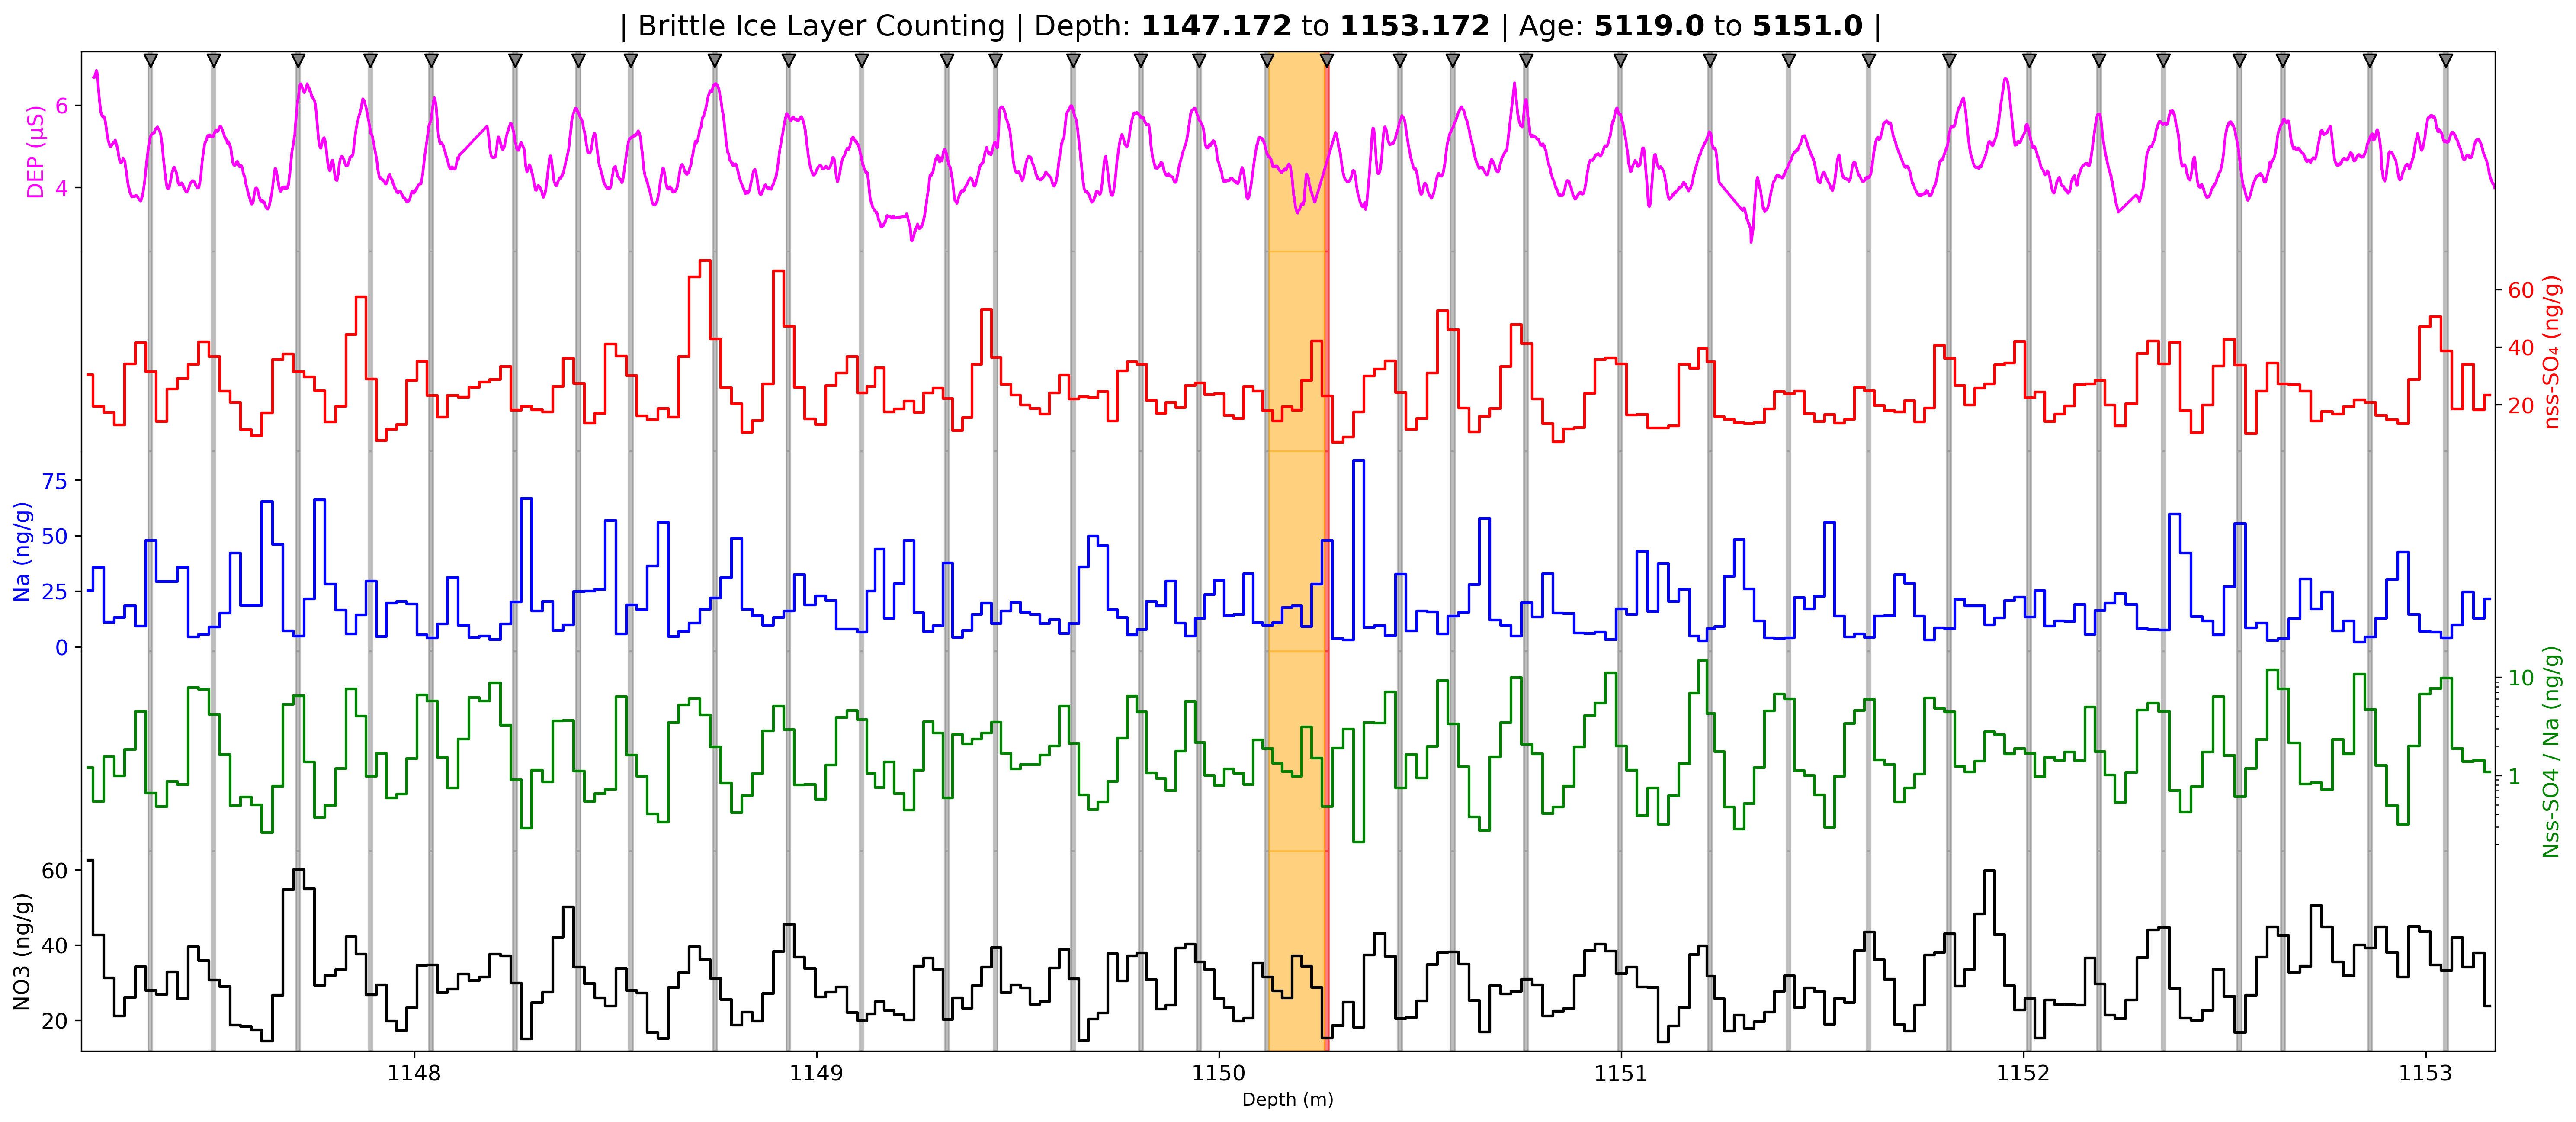 | Brittle Ice Layer Counting | Depth: 1147.172 to 1153.172 | Age: 5119.0 to 5151.0 |
DEP (µS)
6
4
60
40
20
nss-SO₄ (ng/g)
Na (ng/g)
75
50
25
0
10
1
Nss-SO4 / Na (ng/g)
NO3 (ng/g)
60
40
20
1148
1149
1150
1151
1152
1153
Depth (m)